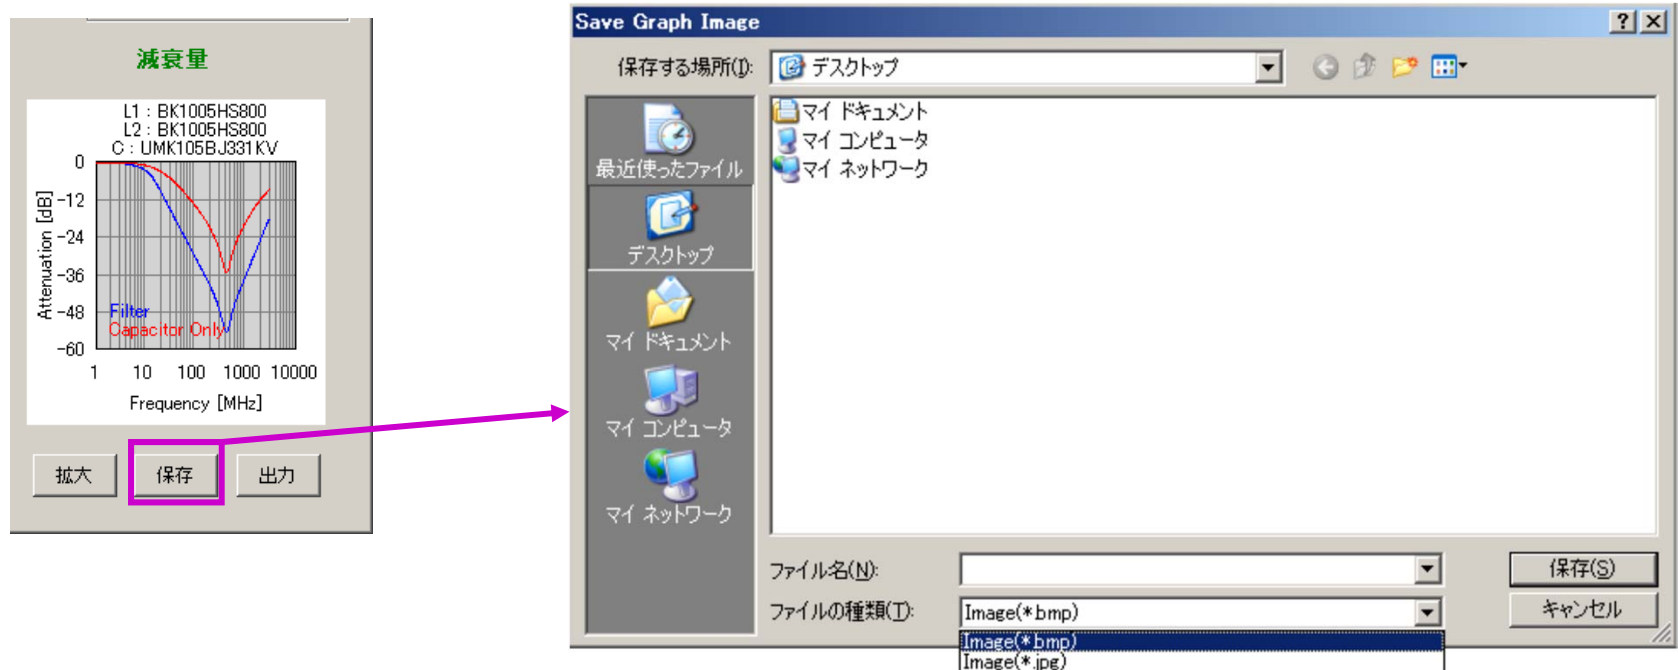 減衰量
L1 : BK1005HS800
L2 : BK1005HS800
C : UMK105BJ331KV
0
-12
-24
-36
-48
-60
Attenuation [dB]
Filter
Capacitor Only
1 10 100 1000 10000
Frequency [MHz]
拡大 保存 出力
Save Graph Image
保存する場所(I): デスクトップ
最近使ったファイル
デスクトップ
マイ ドキュメント
マイ コンピュータ
マイ ネットワーク
マイ ドキュメント
マイ コンピュータ
マイ ネットワーク
ファイル名(N): 保存(S)
ファイルの種類(T): Image(*.bmp) キャンセル
Image(*.bmp)
Image(*.jpg)